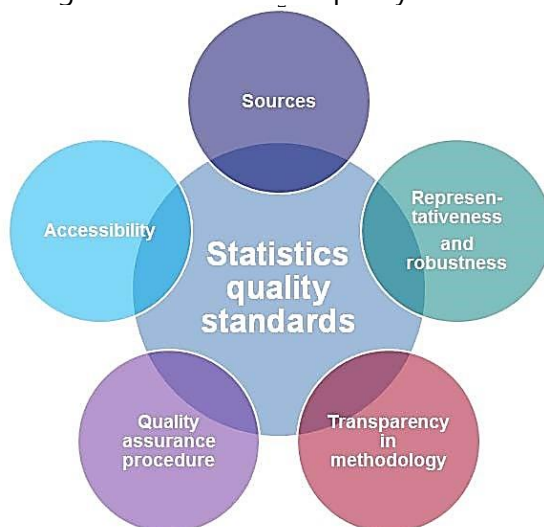 Sources
Represen-
tativeness
and
robustness
Accessibility
Statistics
quality
standards
Quality
assurance
procedure
Transparency
in
methodology